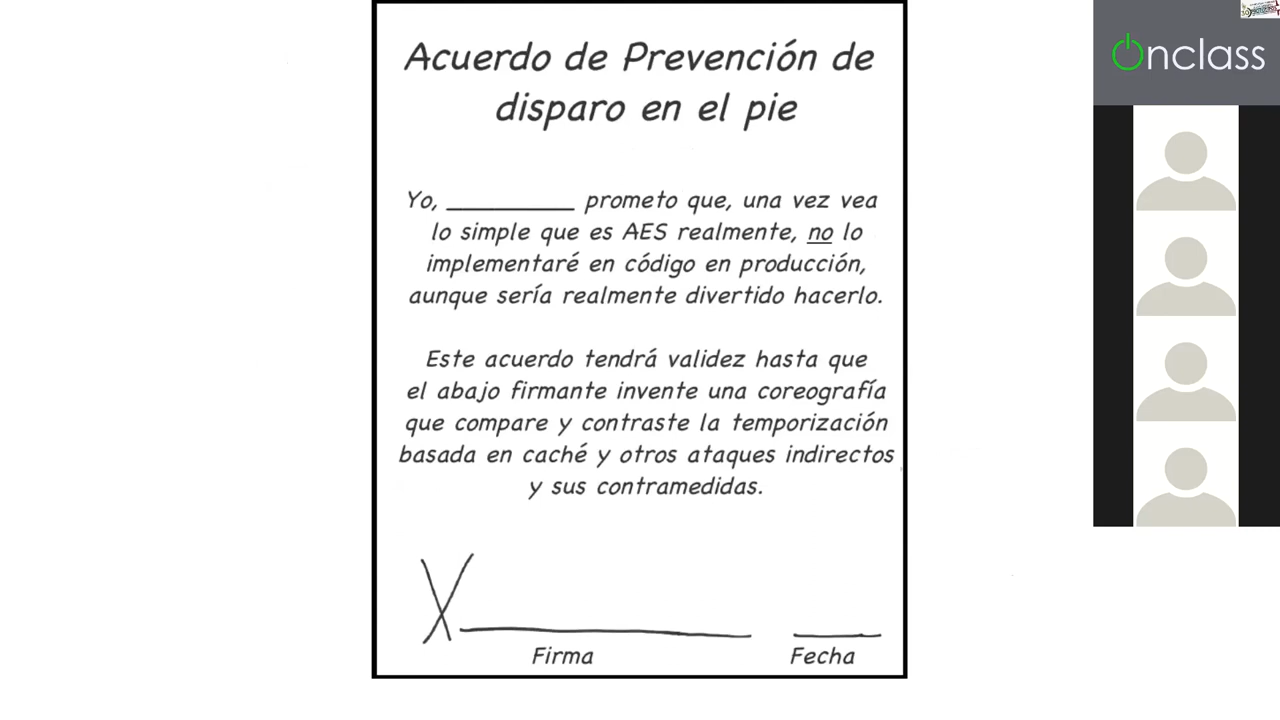 Acuerdo de Prevención de
disparo en el pie
Yo, __________ prometo que, una vez vea
lo simple que es AES realmente, no lo
implementaré en código en producción,
aunque sería realmente divertido hacerlo.
Este acuerdo tendrá validez hasta que
el abajo firmante invente una coreografía
que compare y contraste la temporización
basada en caché y otros ataques indirectos
y sus contramedidas.
X
Firma
Fecha
Onclass